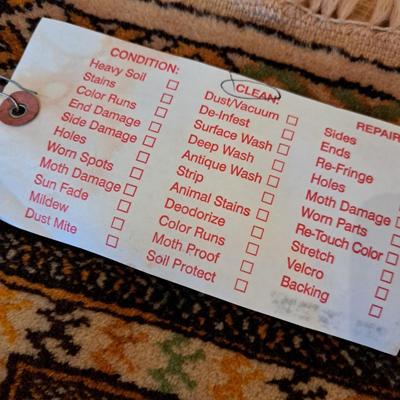 CONDITION:
Heavy Soil
Stains
Color Runs
End Damage
Side Damage
Holes
Worn Spots
Moth Damage
Sun Fade
Mildew
Dust Mite
CLEAN:
Dust/Vacuum
De-Infest
Surface Wash
Deep Wash
Antique Wash
Strip
Animal Stains
Deodorize
Color Runs
Moth Proof
Soil Protect
REPAIR
Sides
Ends
Re-Fringe
Holes
Moth Damage
Worn Parts
Re-Touch Color
Stretch
Velcro
Backing